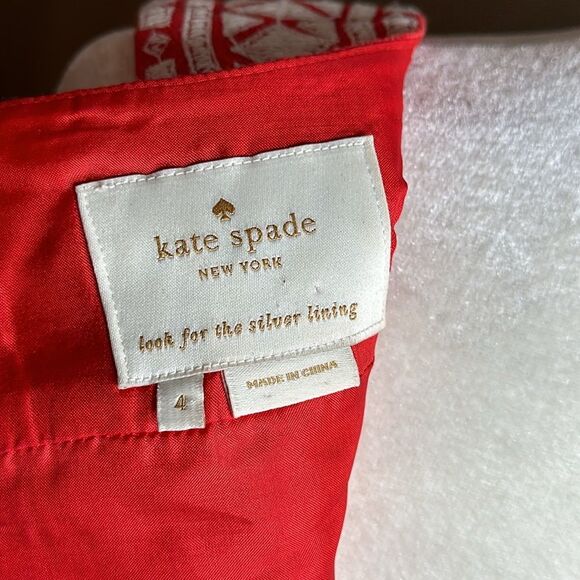 kate spade
NEW YORK
look for the silver lining
4
MADE IN CHINA